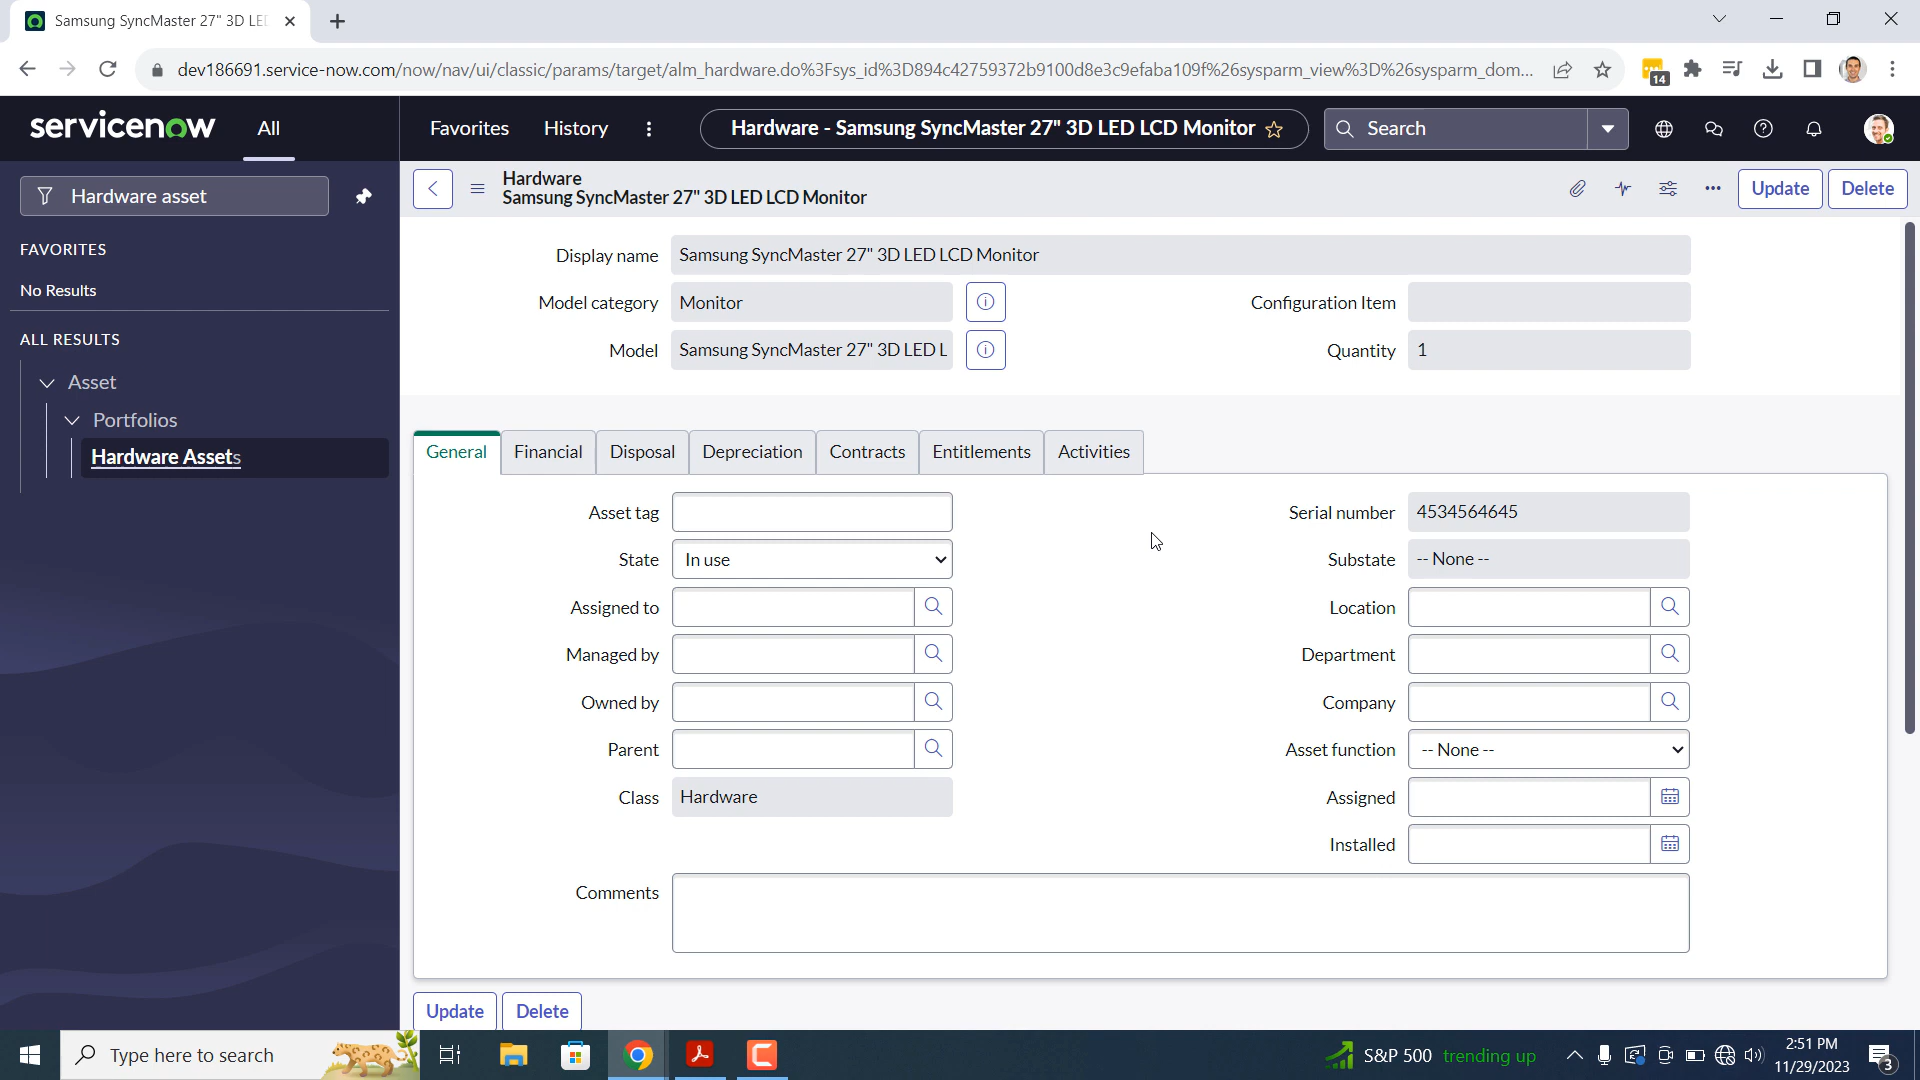 Samsung SyncMaster 27" 3D LED
dev186691.service-now.com/now/nav/ui/classic/params/target/alm_hardware.do%3Fsys_id%3D894c42759372b9100d8e3c9efaba109f%26sysparm_view%3D%26sysparm_dom...
14
servicenow
All
Favorites
History
Hardware - Samsung SyncMaster 27" 3D LED LCD Monitor
Search
Hardware asset
FAVORITES
No Results
ALL RESULTS
Asset
Portfolios
Hardware Assets
Hardware
Samsung SyncMaster 27" 3D LED LCD Monitor
Update
Delete
Display name
Samsung SyncMaster 27" 3D LED LCD Monitor
Model category
Monitor
Configuration Item
Model
Samsung SyncMaster 27" 3D LED L
Quantity
1
General
Financial
Disposal
Depreciation
Contracts
Entitlements
Activities
Asset tag
Serial number
4534564645
State
In use
Substate
-- None --
Assigned to
Location
Managed by
Department
Owned by
Company
Parent
Asset function
-- None --
Class
Hardware
Assigned
Installed
Comments
Update
Delete
Type here to search
S&P 500 trending up
2:51 PM
11/29/2023
3